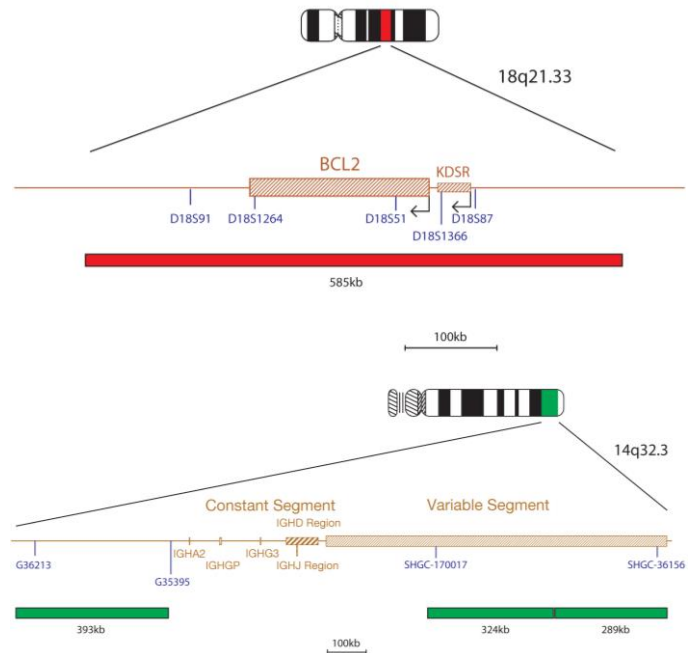 18q21.33
BCL2
KDSR
D18S91
D18S1264
D18S51
D18S1366
D18S87
585kb
100kb
14q32.3
Constant Segment
Variable Segment
IGHD Region
G36213
G35395
IGHA2
IGHGP
IGHG3
IGHJ Region
SHGC-170017
SHGC-36156
393kb
324kb
289kb
100kb